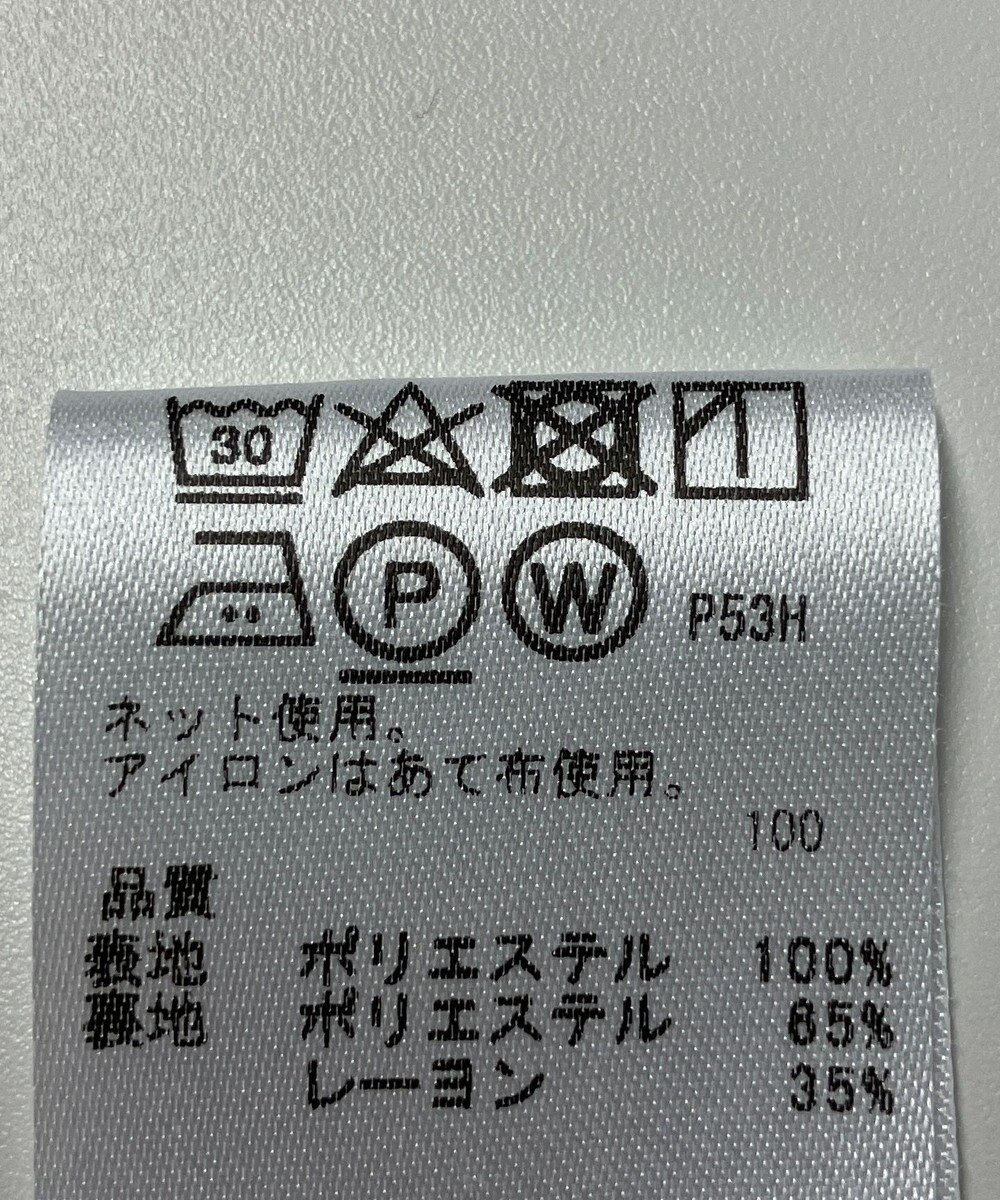 30
P W P53H
ネット使用。
アイロンはあて布使用。
100
品質
表地 ポリエステル 100%
裏地 ポリエステル 65%
レーヨン 35%